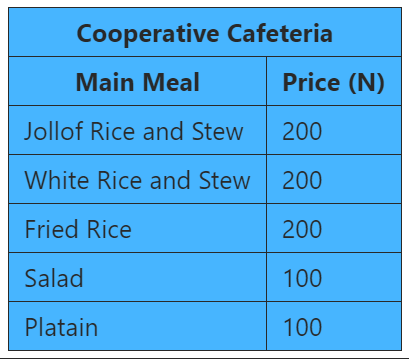 Cooperative Cafeteria
Main Meal Price (N)
Jollof Rice and Stew 200
White Rice and Stew 200
Fried Rice 200
Salad 100
Platain 100